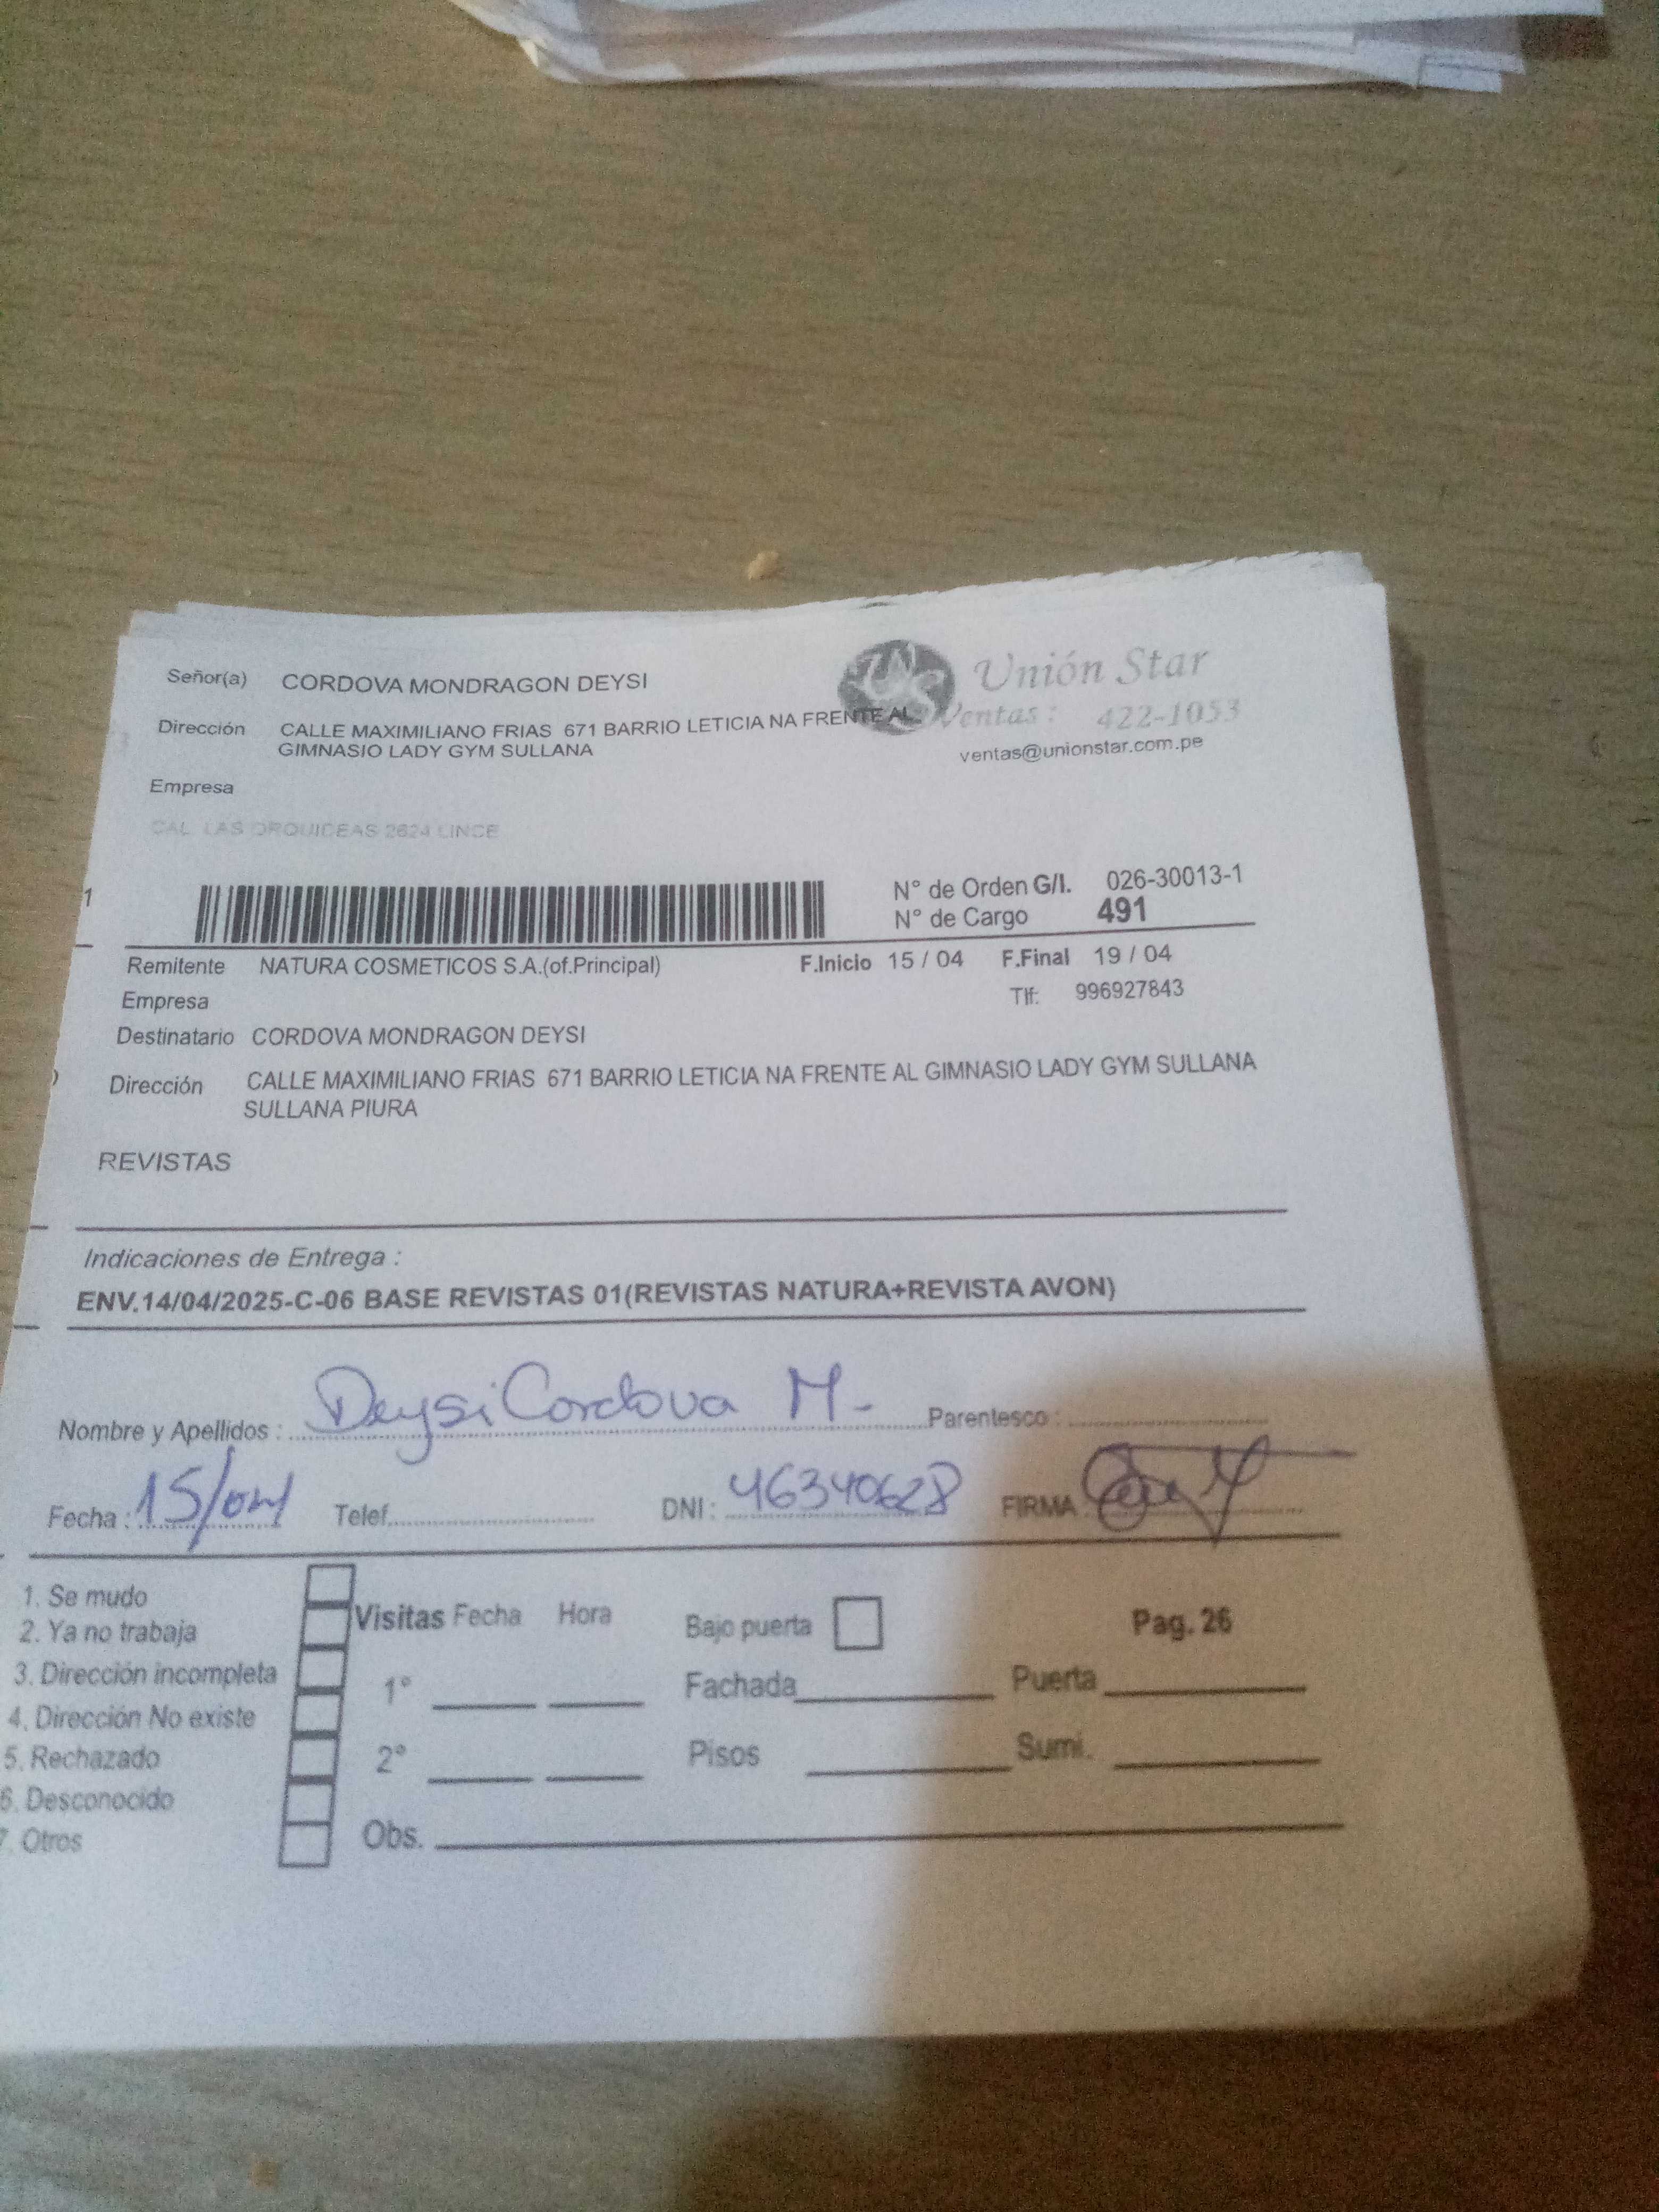 Señor(a) CORDOVA MONDRAGON DEYSI
Unión Star
Ventas : 422-1053
ventas@unionstar.com.pe
Dirección CALLE MAXIMILIANO FRIAS 671 BARRIO LETICIA NA FRENTE AL
GIMNASIO LADY GYM SULLANA
Empresa
CAL. LAS ORQUIDEAS 2624 LINCE
1
N° de Orden G/I. 026-30013-1
N° de Cargo 491
Remitente NATURA COSMETICOS S.A.(of.Principal) F.Inicio 15 / 04 F.Final 19 / 04
Empresa Tlf: 996927843
Destinatario CORDOVA MONDRAGON DEYSI
Dirección CALLE MAXIMILIANO FRIAS 671 BARRIO LETICIA NA FRENTE AL GIMNASIO LADY GYM SULLANA
SULLANA PIURA
REVISTAS
Indicaciones de Entrega :
ENV.14/04/2025-C-06 BASE REVISTAS 01(REVISTAS NATURA+REVISTA AVON)
Nombre y Apellidos : Deysi Cordova M. Parentesco :
Fecha : 15/04 Telef. DNI : 46340628 FIRMA
1. Se mudo
2. Ya no trabaja
3. Dirección incompleta
4. Dirección No existe
5. Rechazado
6. Desconocido
7. Otros
Visitas Fecha Hora
1°
2°
Obs.
Bajo puerta Pag. 26
Fachada Puerta
Pisos Sumi.